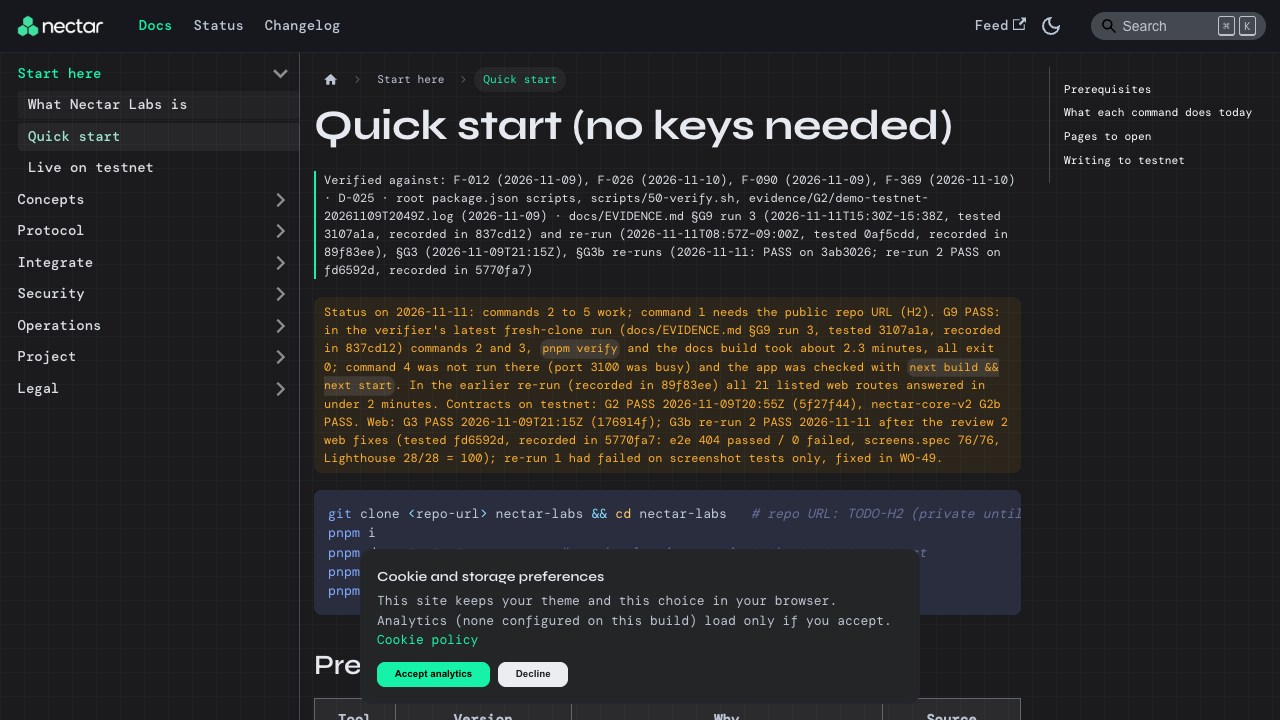 nectar
Docs
Status
Changelog
Feed
Search
⌘
K
Start here
What Nectar Labs is
Quick start
Live on testnet
Concepts
Protocol
Integrate
Security
Operations
Project
Legal
Start here
Quick start
Quick start (no keys needed)
Verified against: F-012 (2026-11-09), F-026 (2026-11-10), F-090 (2026-11-09), F-369 (2026-11-10)
· D-025 · root package.json scripts, scripts/50-verify.sh, evidence/G2/demo-testnet-
20261109T2049Z.log (2026-11-09) · docs/EVIDENCE.md §G9 run 3 (2026-11-11T15:30Z-15:38Z, tested
3107a1a, recorded in 837cd12) and re-run (2026-11-11T08:57Z-09:00Z, tested 0af5cdd, recorded in
89f83ee), §G3 (2026-11-09T21:15Z), §G3b re-runs (2026-11-11: PASS on 3ab3026; re-run 2 PASS on
fd6592d, recorded in 5770fa7)
Status on 2026-11-11: commands 2 to 5 work; command 1 needs the public repo URL (H2). G9 PASS:
in the verifier's latest fresh-clone run (docs/EVIDENCE.md §G9 run 3, tested 3107a1a, recorded
in 837cd12) commands 2 and 3, pnpm verify and the docs build took about 2.3 minutes, all exit
0; command 4 was not run there (port 3100 was busy) and the app was checked with next build &&
next start. In the earlier re-run (recorded in 89f83ee) all 21 listed web routes answered in
under 2 minutes. Contracts on testnet: G2 PASS 2026-11-09T20:55Z (5f27f44), nectar-core-v2 G2b
PASS. Web: G3 PASS 2026-11-09T21:15Z (176914f); G3b re-run 2 PASS 2026-11-11 after the review 2
web fixes (tested fd6592d, recorded in 5770fa7: e2e 404 passed / 0 failed, screens.spec 76/76,
Lighthouse 28/28 = 100); re-run 1 had failed on screenshot tests only, fixed in WO-49.
git clone <repo-url> nectar-labs && cd nectar-labs # repo URL: TODO-H2 (private until
pnpm i
pnpm
pnpm
pnpm
Cookie and storage preferences
This site keeps your theme and this choice in your browser.
Analytics (none configured on this build) load only if you accept.
Cookie policy
Accept analytics
Decline
Pre
Tool Version Why Source
Prerequisites
What each command does today
Pages to open
Writing to testnet